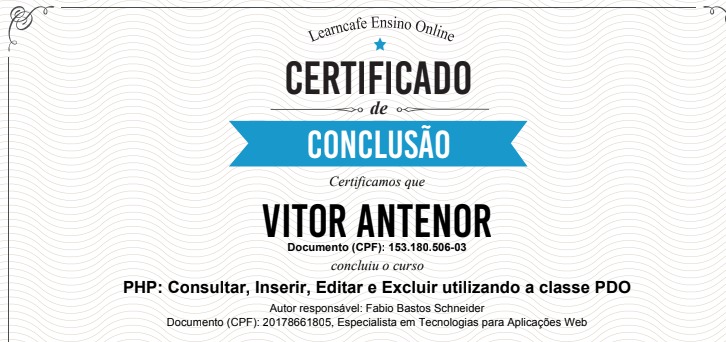 Learncafe Ensino Online
CERTIFICADO
de
CONCLUSÃO
Certificamos que
VITOR ANTENOR
Documento (CPF): 153.180.506-03
concluiu o curso
PHP: Consultar, Inserir, Editar e Excluir utilizando a classe PDO
Autor responsável: Fabio Bastos Schneider
Documento (CPF): 20178661805, Especialista em Tecnologias para Aplicações Web